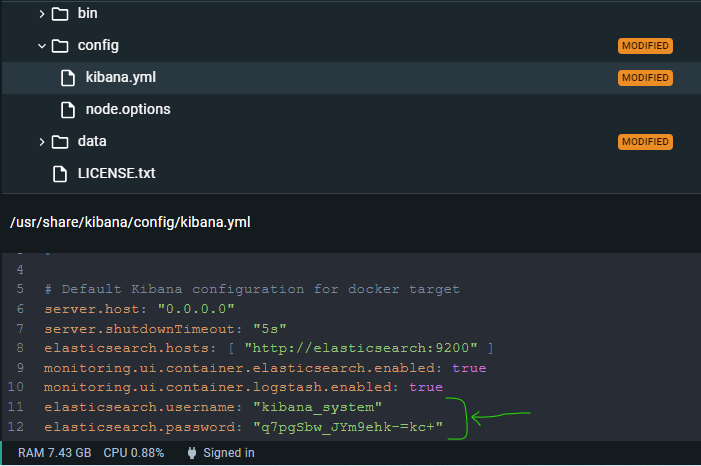 bin
config MODIFIED
kibana.yml MODIFIED
node.options
data MODIFIED
LICENSE.txt
/usr/share/kibana/config/kibana.yml
4
5 # Default Kibana configuration for docker target
6 server.host: "0.0.0.0"
7 server.shutdownTimeout: "5s"
8 elasticsearch.hosts: [ "http://elasticsearch:9200" ]
9 monitoring.ui.container.elasticsearch.enabled: true
10 monitoring.ui.container.logstash.enabled: true
11 elasticsearch.username: "kibana_system"
12 elasticsearch.password: "q7pgSbw_JYm9ehk-=kc+"
RAM 7.43 GB CPU 0.88% Signed in